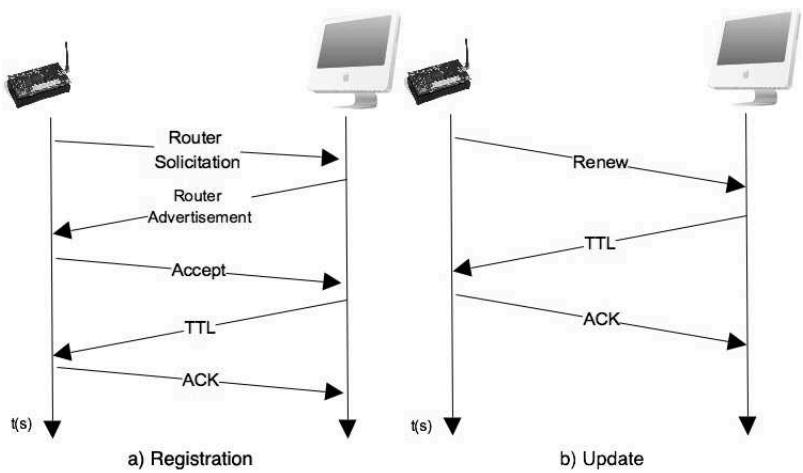 Router
Solicitation
Router
Advertisement
Accept
TTL
ACK
t(s)
a) Registration
Renew
TTL
ACK
t(s)
b) Update